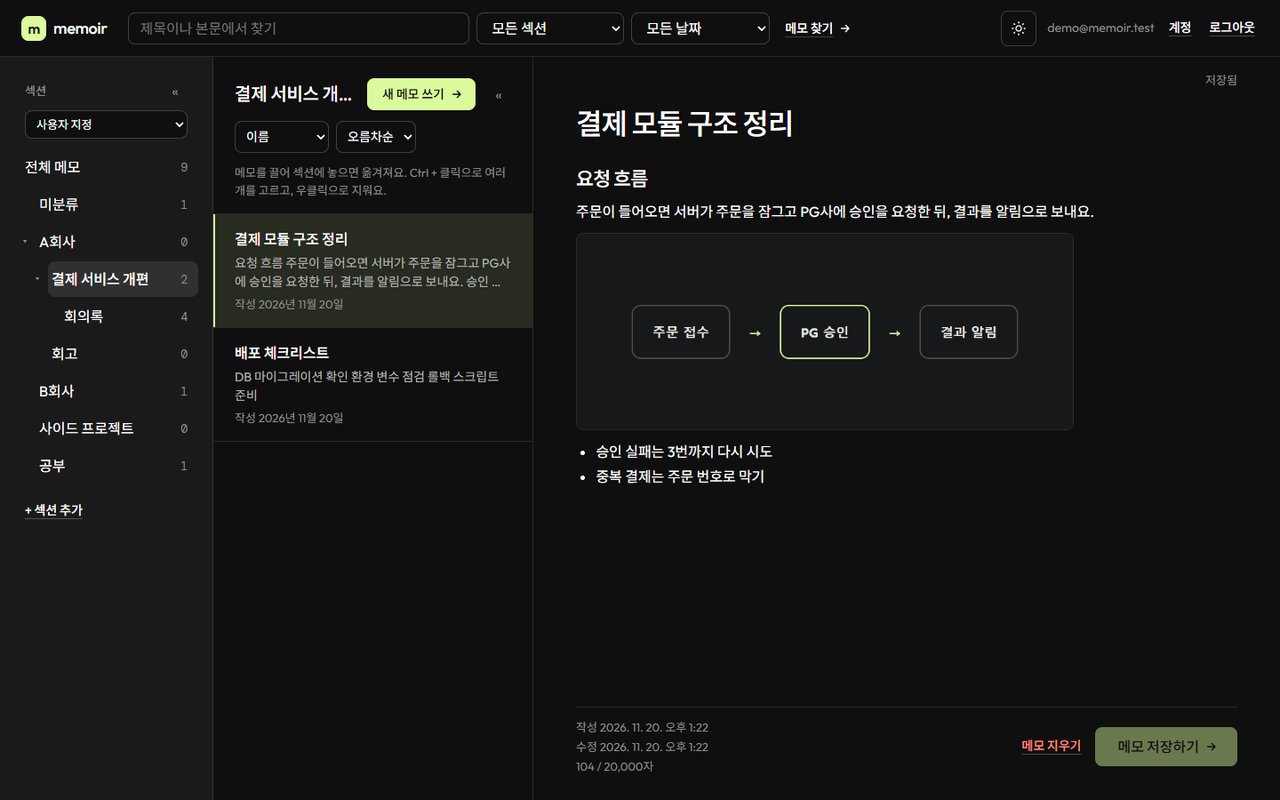 m memoir 제목이나 본문에서 찾기 모든 섹션 모든 날짜 메모 찾기 → demo@memoir.test 계정 로그아웃
섹션 «
사용자 지정
전체 메모 9
미분류 1
A회사 0
결제 서비스 개편 2
회의록 4
회고 0
B회사 1
사이드 프로젝트 0
공부 1
+ 섹션 추가
결제 서비스 개... 새 메모 쓰기 → «
이름 오름차순
메모를 끌어 섹션에 놓으면 옮겨져요. Ctrl + 클릭으로 여러
개를 고르고, 우클릭으로 지워요.
결제 모듈 구조 정리
요청 흐름 주문이 들어오면 서버가 주문을 잠그고 PG사
에 승인을 요청한 뒤, 결과를 알림으로 보내요. 승인 ...
작성 2026년 11월 20일
배포 체크리스트
DB 마이그레이션 확인 환경 변수 점검 롤백 스크립트
준비
작성 2026년 11월 20일
저장됨
결제 모듈 구조 정리
요청 흐름
주문이 들어오면 서버가 주문을 잠그고 PG사에 승인을 요청한 뒤, 결과를 알림으로 보내요.
주문 접수 → PG 승인 → 결과 알림
• 승인 실패는 3번까지 다시 시도
• 중복 결제는 주문 번호로 막기
작성 2026. 11. 20. 오후 1:22
수정 2026. 11. 20. 오후 1:22
104 / 20,000자
메모 지우기 메모 저장하기 →